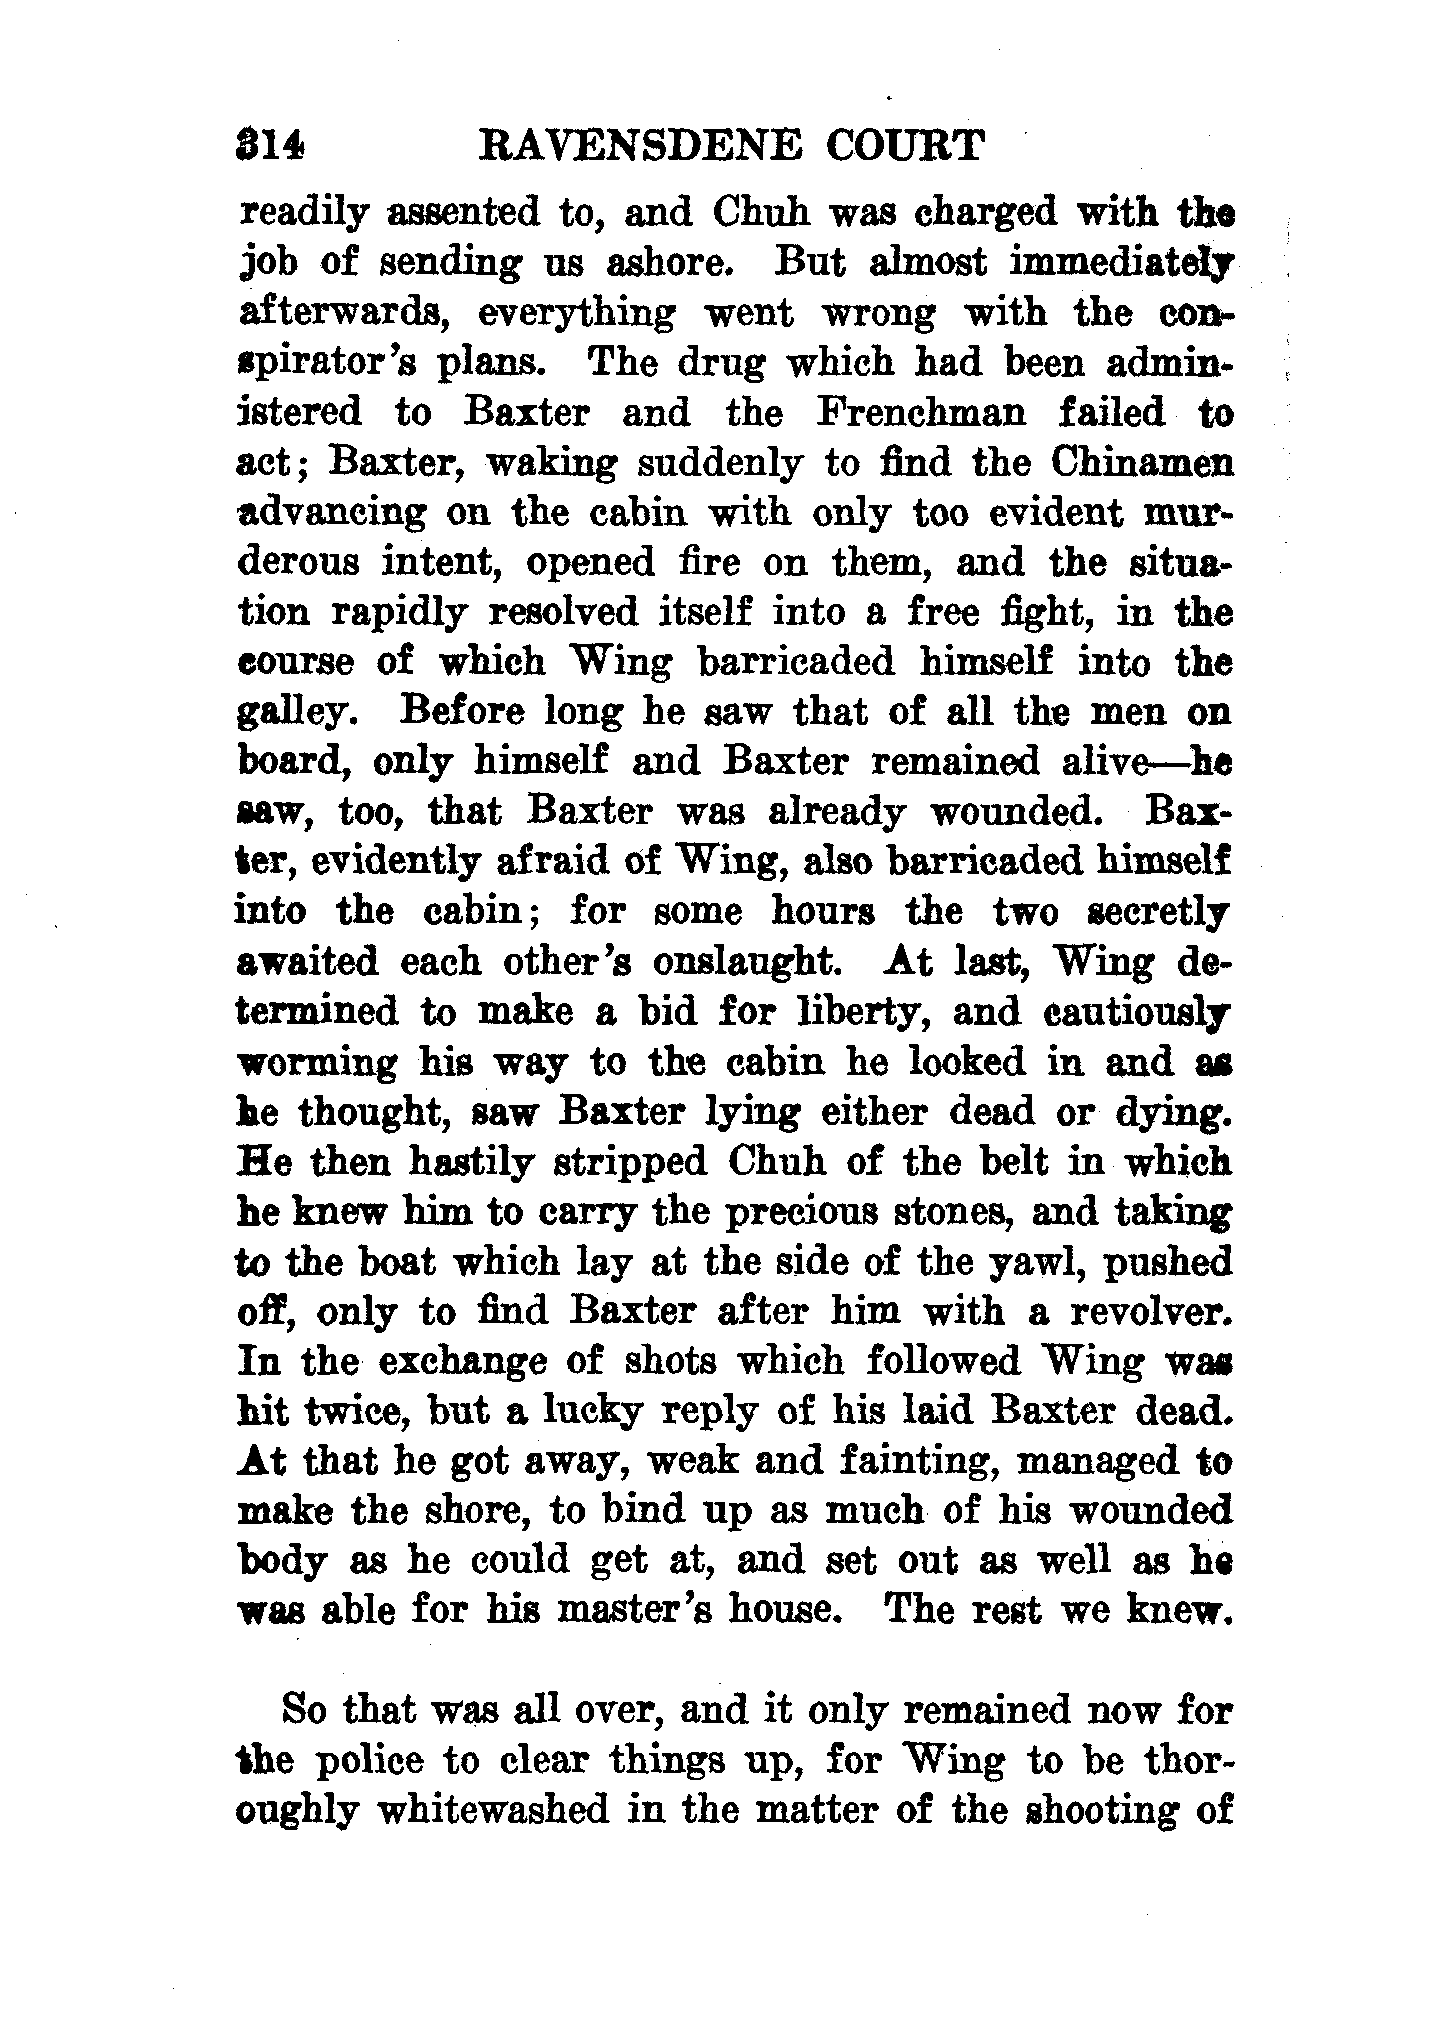 314 RAVENSDENE COURT
readily assented to, and Chuh was charged with the
job of sending us ashore. But almost immediately
afterwards, everything went wrong with the con-
spirator's plans. The drug which had been admin-
istered to Baxter and the Frenchman failed to
act; Baxter, waking suddenly to find the Chinamen
advancing on the cabin with only too evident mur-
derous intent, opened fire on them, and the situa-
tion rapidly resolved itself into a free fight, in the
course of which Wing barricaded himself into the
galley. Before long he saw that of all the men on
board, only himself and Baxter remained alive—he
saw, too, that Baxter was already wounded. Bax-
ter, evidently afraid of Wing, also barricaded himself
into the cabin; for some hours the two secretly
awaited each other's onslaught. At last, Wing de-
termined to make a bid for liberty, and cautiously
worming his way to the cabin he looked in and as
he thought, saw Baxter lying either dead or dying.
He then hastily stripped Chuh of the belt in which
he knew him to carry the precious stones, and taking
to the boat which lay at the side of the yawl, pushed
off, only to find Baxter after him with a revolver.
In the exchange of shots which followed Wing was
hit twice, but a lucky reply of his laid Baxter dead.
At that he got away, weak and fainting, managed to
make the shore, to bind up as much of his wounded
body as he could get at, and set out as well as he
was able for his master's house. The rest we knew.
So that was all over, and it only remained now for
the police to clear things up, for Wing to be thor-
oughly whitewashed in the matter of the shooting of